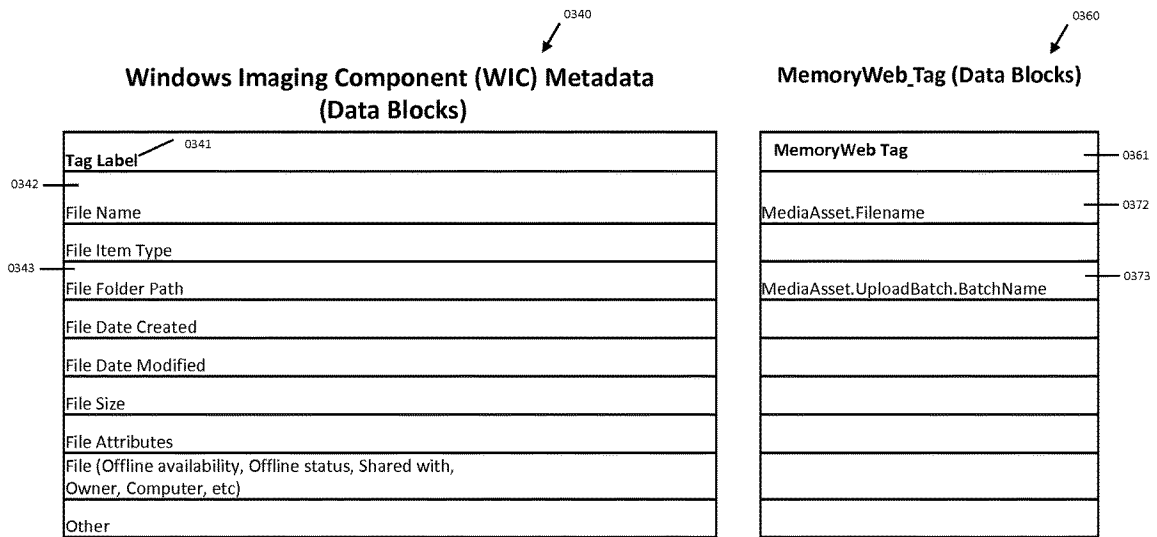 0340
0360
Windows Imaging Component (WIC) Metadata
(Data Blocks)
MemoryWeb_Tag (Data Blocks)
Tag Label
0341
MemoryWeb Tag
0361
0342
File Name
MediaAsset.Filename
0372
File Item Type
0343
File Folder Path
MediaAsset.UploadBatch.BatchName
0373
File Date Created
File Date Modified
File Size
File Attributes
File (Offline availability, Offline status, Shared with,
Owner, Computer, etc)
Other